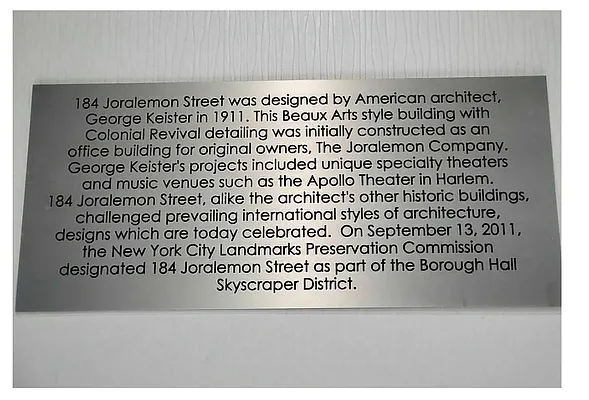 184 Joralemon Street was designed by American architect,
George Keister in 1911. This Beaux Arts style building with
Colonial Revival detailing was initially constructed as an
office building for original owners, The Joralemon Company.
George Keister's projects included unique specialty theaters
and music venues such as the Apollo Theater in Harlem.
184 Joralemon Street, alike the architect's other historic buildings,
challenged prevailing international styles of architecture,
designs which are today celebrated. On September 13, 2011,
the New York City Landmarks Preservation Commission
designated 184 Joralemon Street as part of the Borough Hall
Skyscraper District.